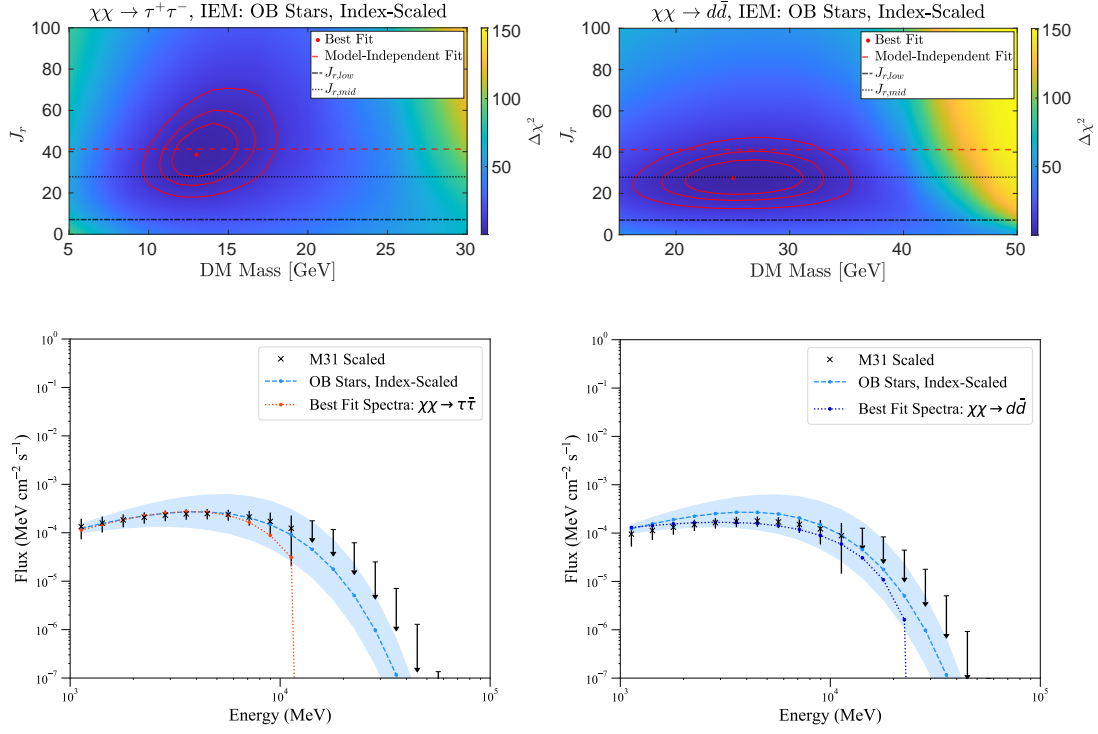 χχ → τ⁺τ⁻, IEM: OB Stars, Index-Scaled
100
80
60
40
20
0
J_r
5
10
15
20
25
30
DM Mass [GeV]
Best Fit
Model-Independent Fit
J_{r,low}
J_{r,mid}
150
100
50
Δχ²
χχ → dd̄, IEM: OB Stars, Index-Scaled
100
80
60
40
20
0
J_r
20
30
40
50
DM Mass [GeV]
Best Fit
Model-Independent Fit
J_{r,low}
J_{r,mid}
150
100
50
Δχ²
10⁰
10⁻¹
10⁻²
10⁻³
10⁻⁴
10⁻⁵
10⁻⁶
10⁻⁷
Flux (MeV cm⁻² s⁻¹)
10³
10⁴
10⁵
Energy (MeV)
M31 Scaled
OB Stars, Index-Scaled
Best Fit Spectra: χχ → ττ̄
10⁰
10⁻¹
10⁻²
10⁻³
10⁻⁴
10⁻⁵
10⁻⁶
10⁻⁷
Flux (MeV cm⁻² s⁻¹)
10³
10⁴
10⁵
Energy (MeV)
M31 Scaled
OB Stars, Index-Scaled
Best Fit Spectra: χχ → dd̄